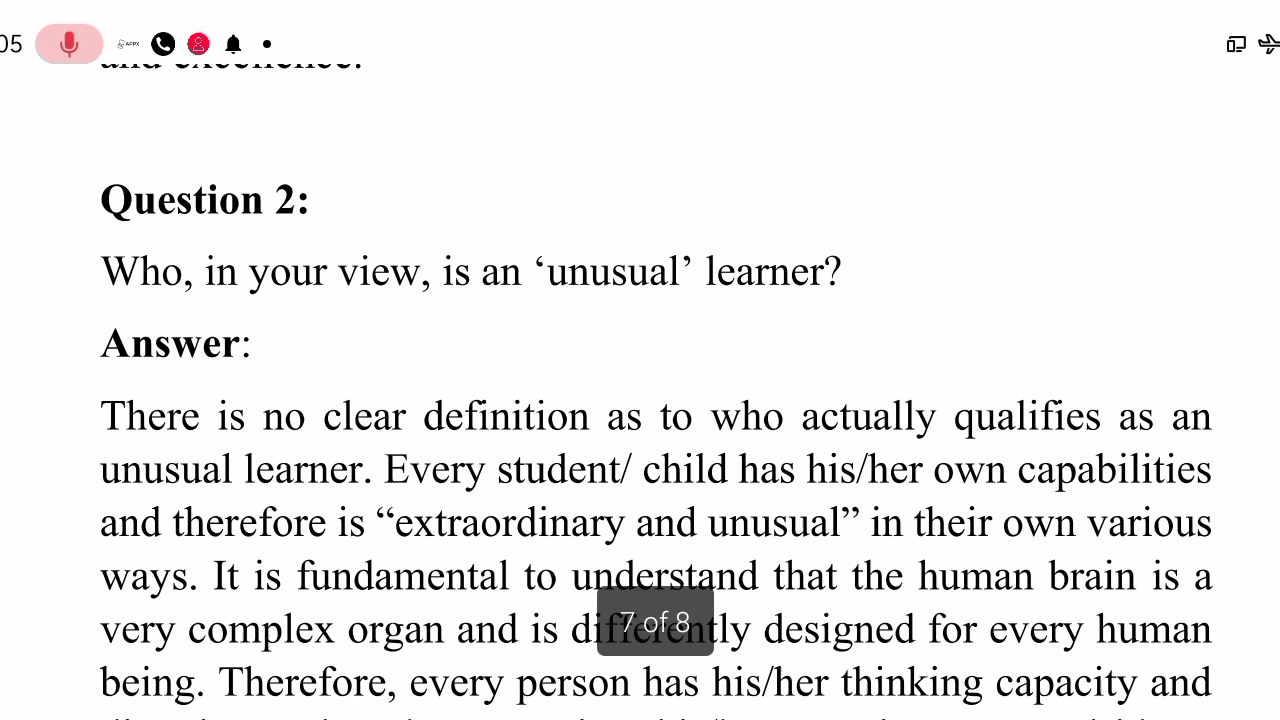 05
APPX
and excellence.
Question 2:
Who, in your view, is an ‘unusual’ learner?
Answer:
There is no clear definition as to who actually qualifies as an
unusual learner. Every student/ child has his/her own capabilities
and therefore is “extraordinary and unusual” in their own various
ways. It is fundamental to understand that the human brain is a
very complex organ and is differently designed for every human
7 of 8
being. Therefore, every person has his/her thinking capacity and